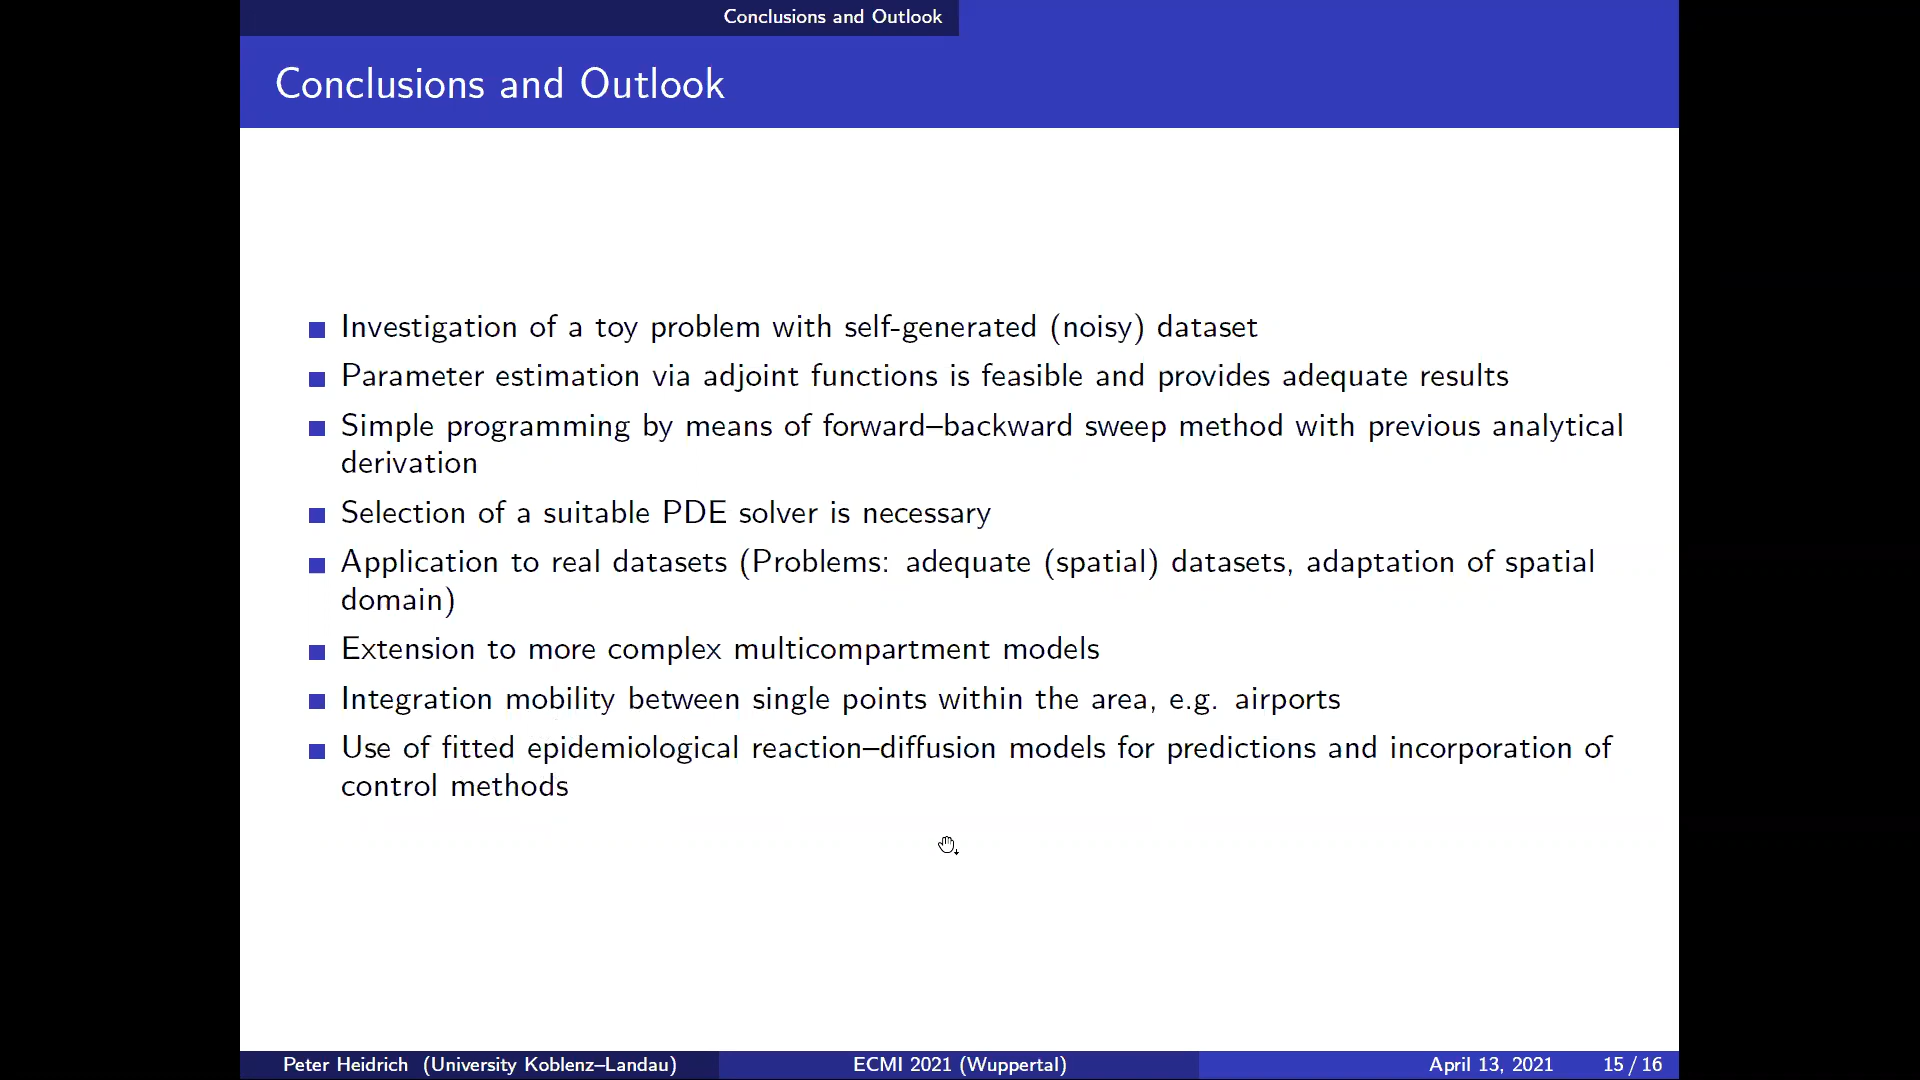 Conclusions and Outlook
Conclusions and Outlook
Investigation of a toy problem with self-generated (noisy) dataset
Parameter estimation via adjoint functions is feasible and provides adequate results
Simple programming by means of forward–backward sweep method with previous analytical
derivation
Selection of a suitable PDE solver is necessary
Application to real datasets (Problems: adequate (spatial) datasets, adaptation of spatial
domain)
Extension to more complex multicompartment models
Integration mobility between single points within the area, e.g. airports
Use of fitted epidemiological reaction–diffusion models for predictions and incorporation of
control methods
Peter Heidrich (University Koblenz–Landau) ECMI 2021 (Wuppertal) April 13, 2021 15 / 16